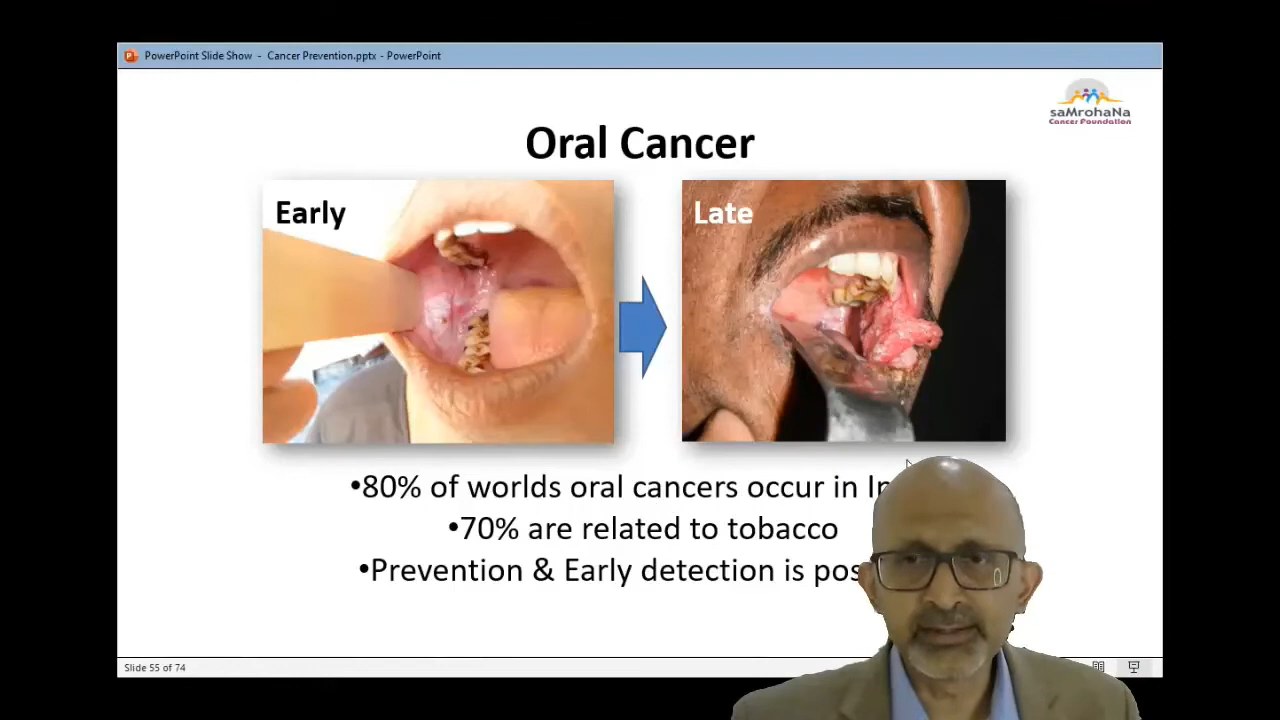 PowerPoint Slide Show - Cancer Prevention.pptx - PowerPoint
saMrohaNa
Cancer Foundation
Oral Cancer
Early
Late
•80% of worlds oral cancers occur in
•70% are related to tobacco
•Prevention & Early detection is
Slide 55 of 74